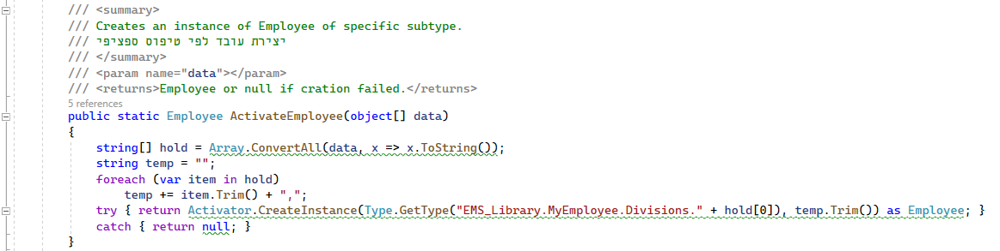 /// <summary>
/// Creates an instance of Employee of specific subtype.
/// יצירת עובד לפי טיפוס ספציפי
/// </summary>
/// <param name="data"></param>
/// <returns>Employee or null if cration failed.</returns>
5 references
public static Employee ActivateEmployee(object[] data)
{
string[] hold = Array.ConvertAll(data, x => x.ToString());
string temp = "";
foreach (var item in hold)
temp += item.Trim() + ",";
try { return Activator.CreateInstance(Type.GetType("EMS_Library.MyEmployee.Divisions." + hold[0]), temp.Trim()) as Employee; }
catch { return null; }
}